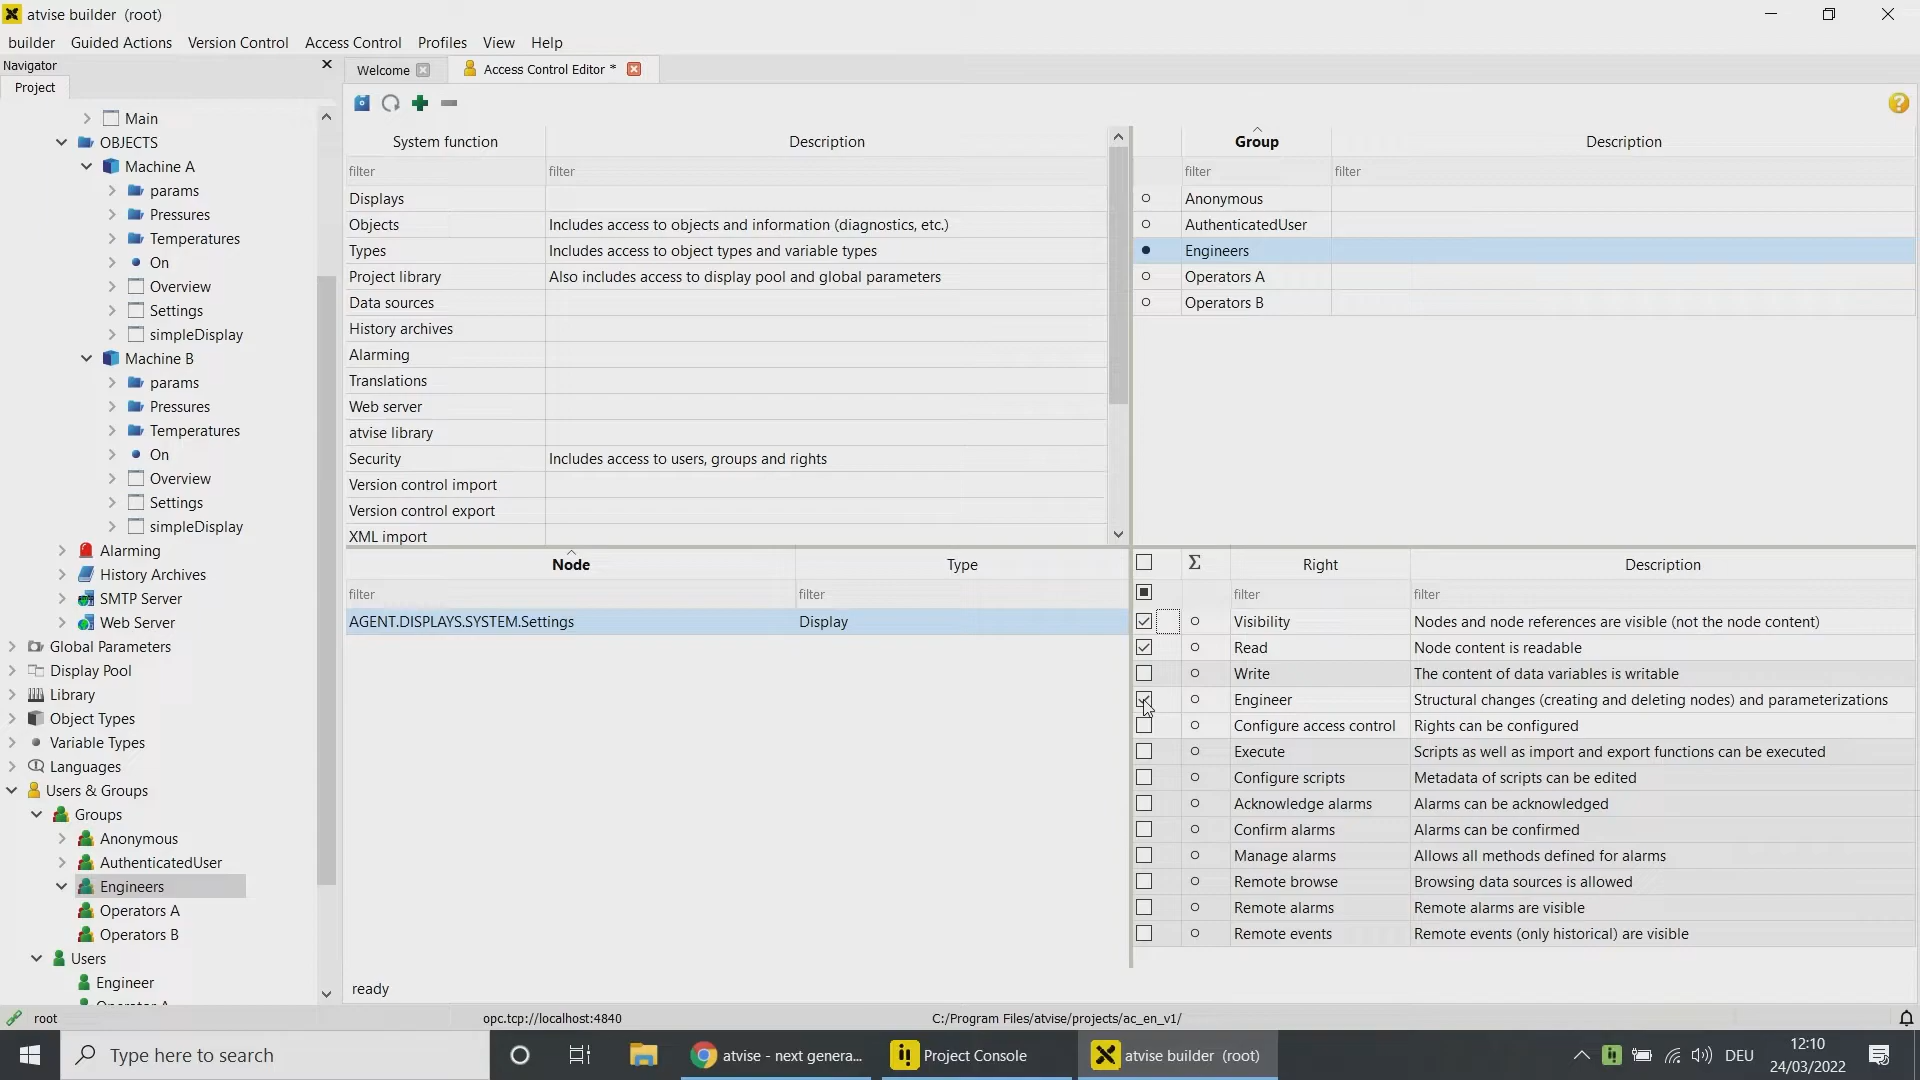 atvise builder (root)
builder Guided Actions Version Control Access Control Profiles View Help
Navigator
Project
Main
OBJECTS
Machine A
params
Pressures
Temperatures
On
Overview
Settings
simpleDisplay
Machine B
params
Pressures
Temperatures
On
Overview
Settings
simpleDisplay
Alarming
History Archives
SMTP Server
Web Server
Global Parameters
Display Pool
Library
Object Types
Variable Types
Languages
Users & Groups
Groups
Anonymous
AuthenticatedUser
Engineers
Operators A
Operators B
Users
Engineer
Welcome
Access Control Editor *
System function Description
filter filter
Displays
Objects Includes access to objects and information (diagnostics, etc.)
Types Includes access to object types and variable types
Project library Also includes access to display pool and global parameters
Data sources
History archives
Alarming
Translations
Web server
atvise library
Security Includes access to users, groups and rights
Version control import
Version control export
XML import
Group Description
filter filter
Anonymous
AuthenticatedUser
Engineers
Operators A
Operators B
Node Type
filter filter
AGENT.DISPLAYS.SYSTEM.Settings Display
Σ Right Description
filter filter
Visibility Nodes and node references are visible (not the node content)
Read Node content is readable
Write The content of data variables is writable
Engineer Structural changes (creating and deleting nodes) and parameterizations
Configure access control Rights can be configured
Execute Scripts as well as import and export functions can be executed
Configure scripts Metadata of scripts can be edited
Acknowledge alarms Alarms can be acknowledged
Confirm alarms Alarms can be confirmed
Manage alarms Allows all methods defined for alarms
Remote browse Browsing data sources is allowed
Remote alarms Remote alarms are visible
Remote events Remote events (only historical) are visible
ready
root opc.tcp://localhost:4840 C:/Program Files/atvise/projects/ac_en_v1/
Type here to search
atvise - next genera...
Project Console
atvise builder (root)
DEU
12:10
24/03/2022